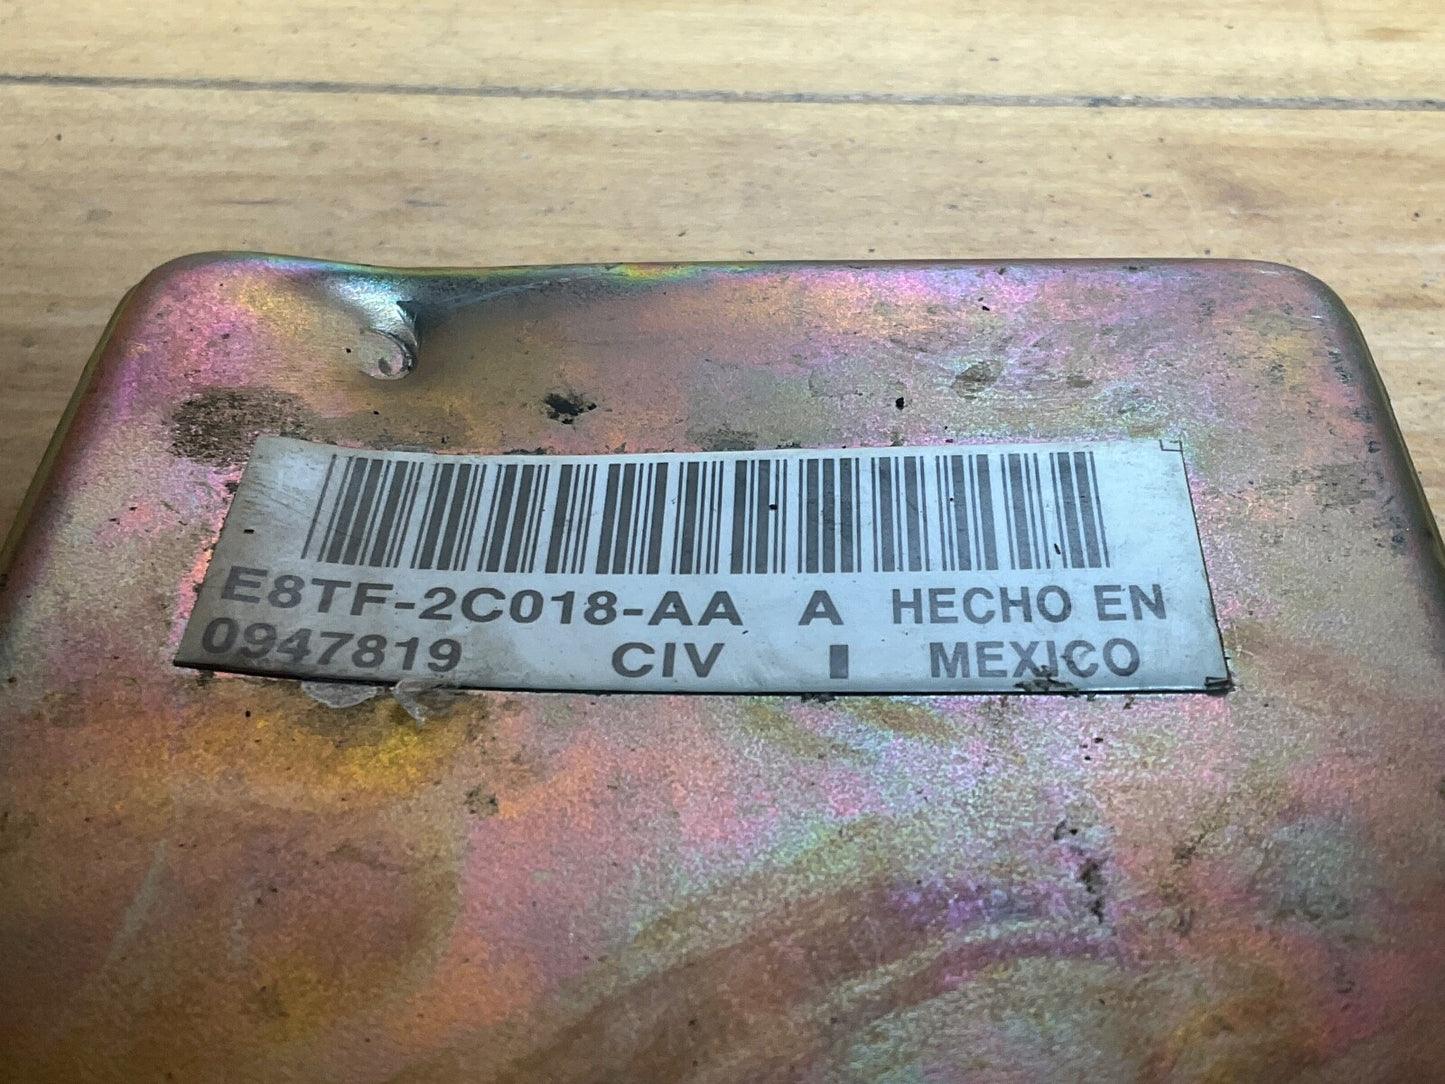 E8TF-2C018-AA A HECHO EN
0947819 CIV I MEXICO